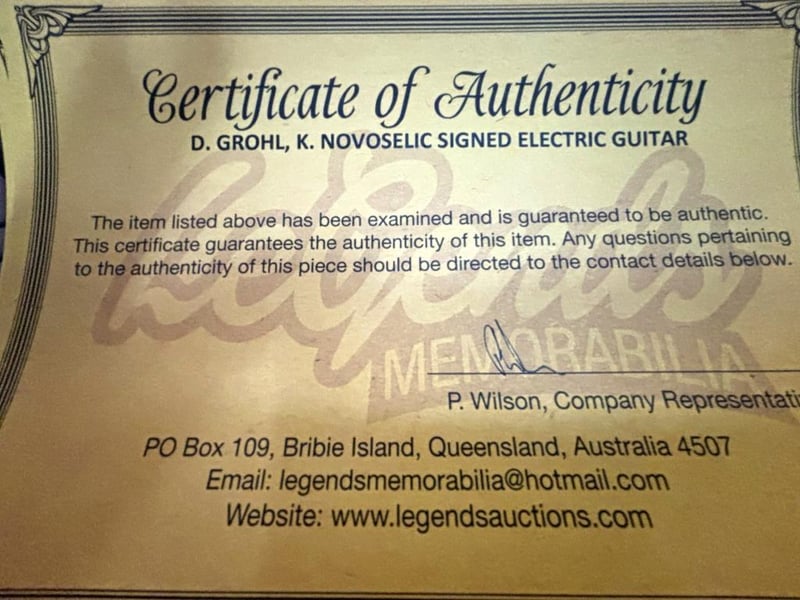 Certificate of Authenticity
D. GROHL, K. NOVOSELIC SIGNED ELECTRIC GUITAR
The item listed above has been examined and is guaranteed to be authentic.
This certificate guarantees the authenticity of this item. Any questions pertaining
to the authenticity of this piece should be directed to the contact details below.
Legends
MEMORABILIA
P. Wilson, Company Representati
PO Box 109, Bribie Island, Queensland, Australia 4507
Email: legendsmemorabilia@hotmail.com
Website: www.legendsauctions.com